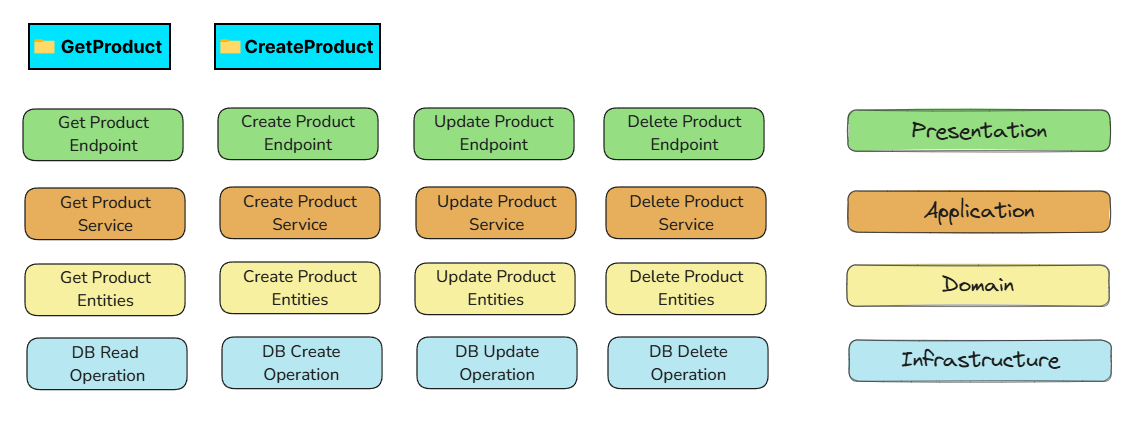 GetProduct
CreateProduct
Get Product
Endpoint
Create Product
Endpoint
Update Product
Endpoint
Delete Product
Endpoint
Presentation
Get Product
Service
Create Product
Service
Update Product
Service
Delete Product
Service
Application
Get Product
Entities
Create Product
Entities
Update Product
Entities
Delete Product
Entities
Domain
DB Read
Operation
DB Create
Operation
DB Update
Operation
DB Delete
Operation
Infrastructure